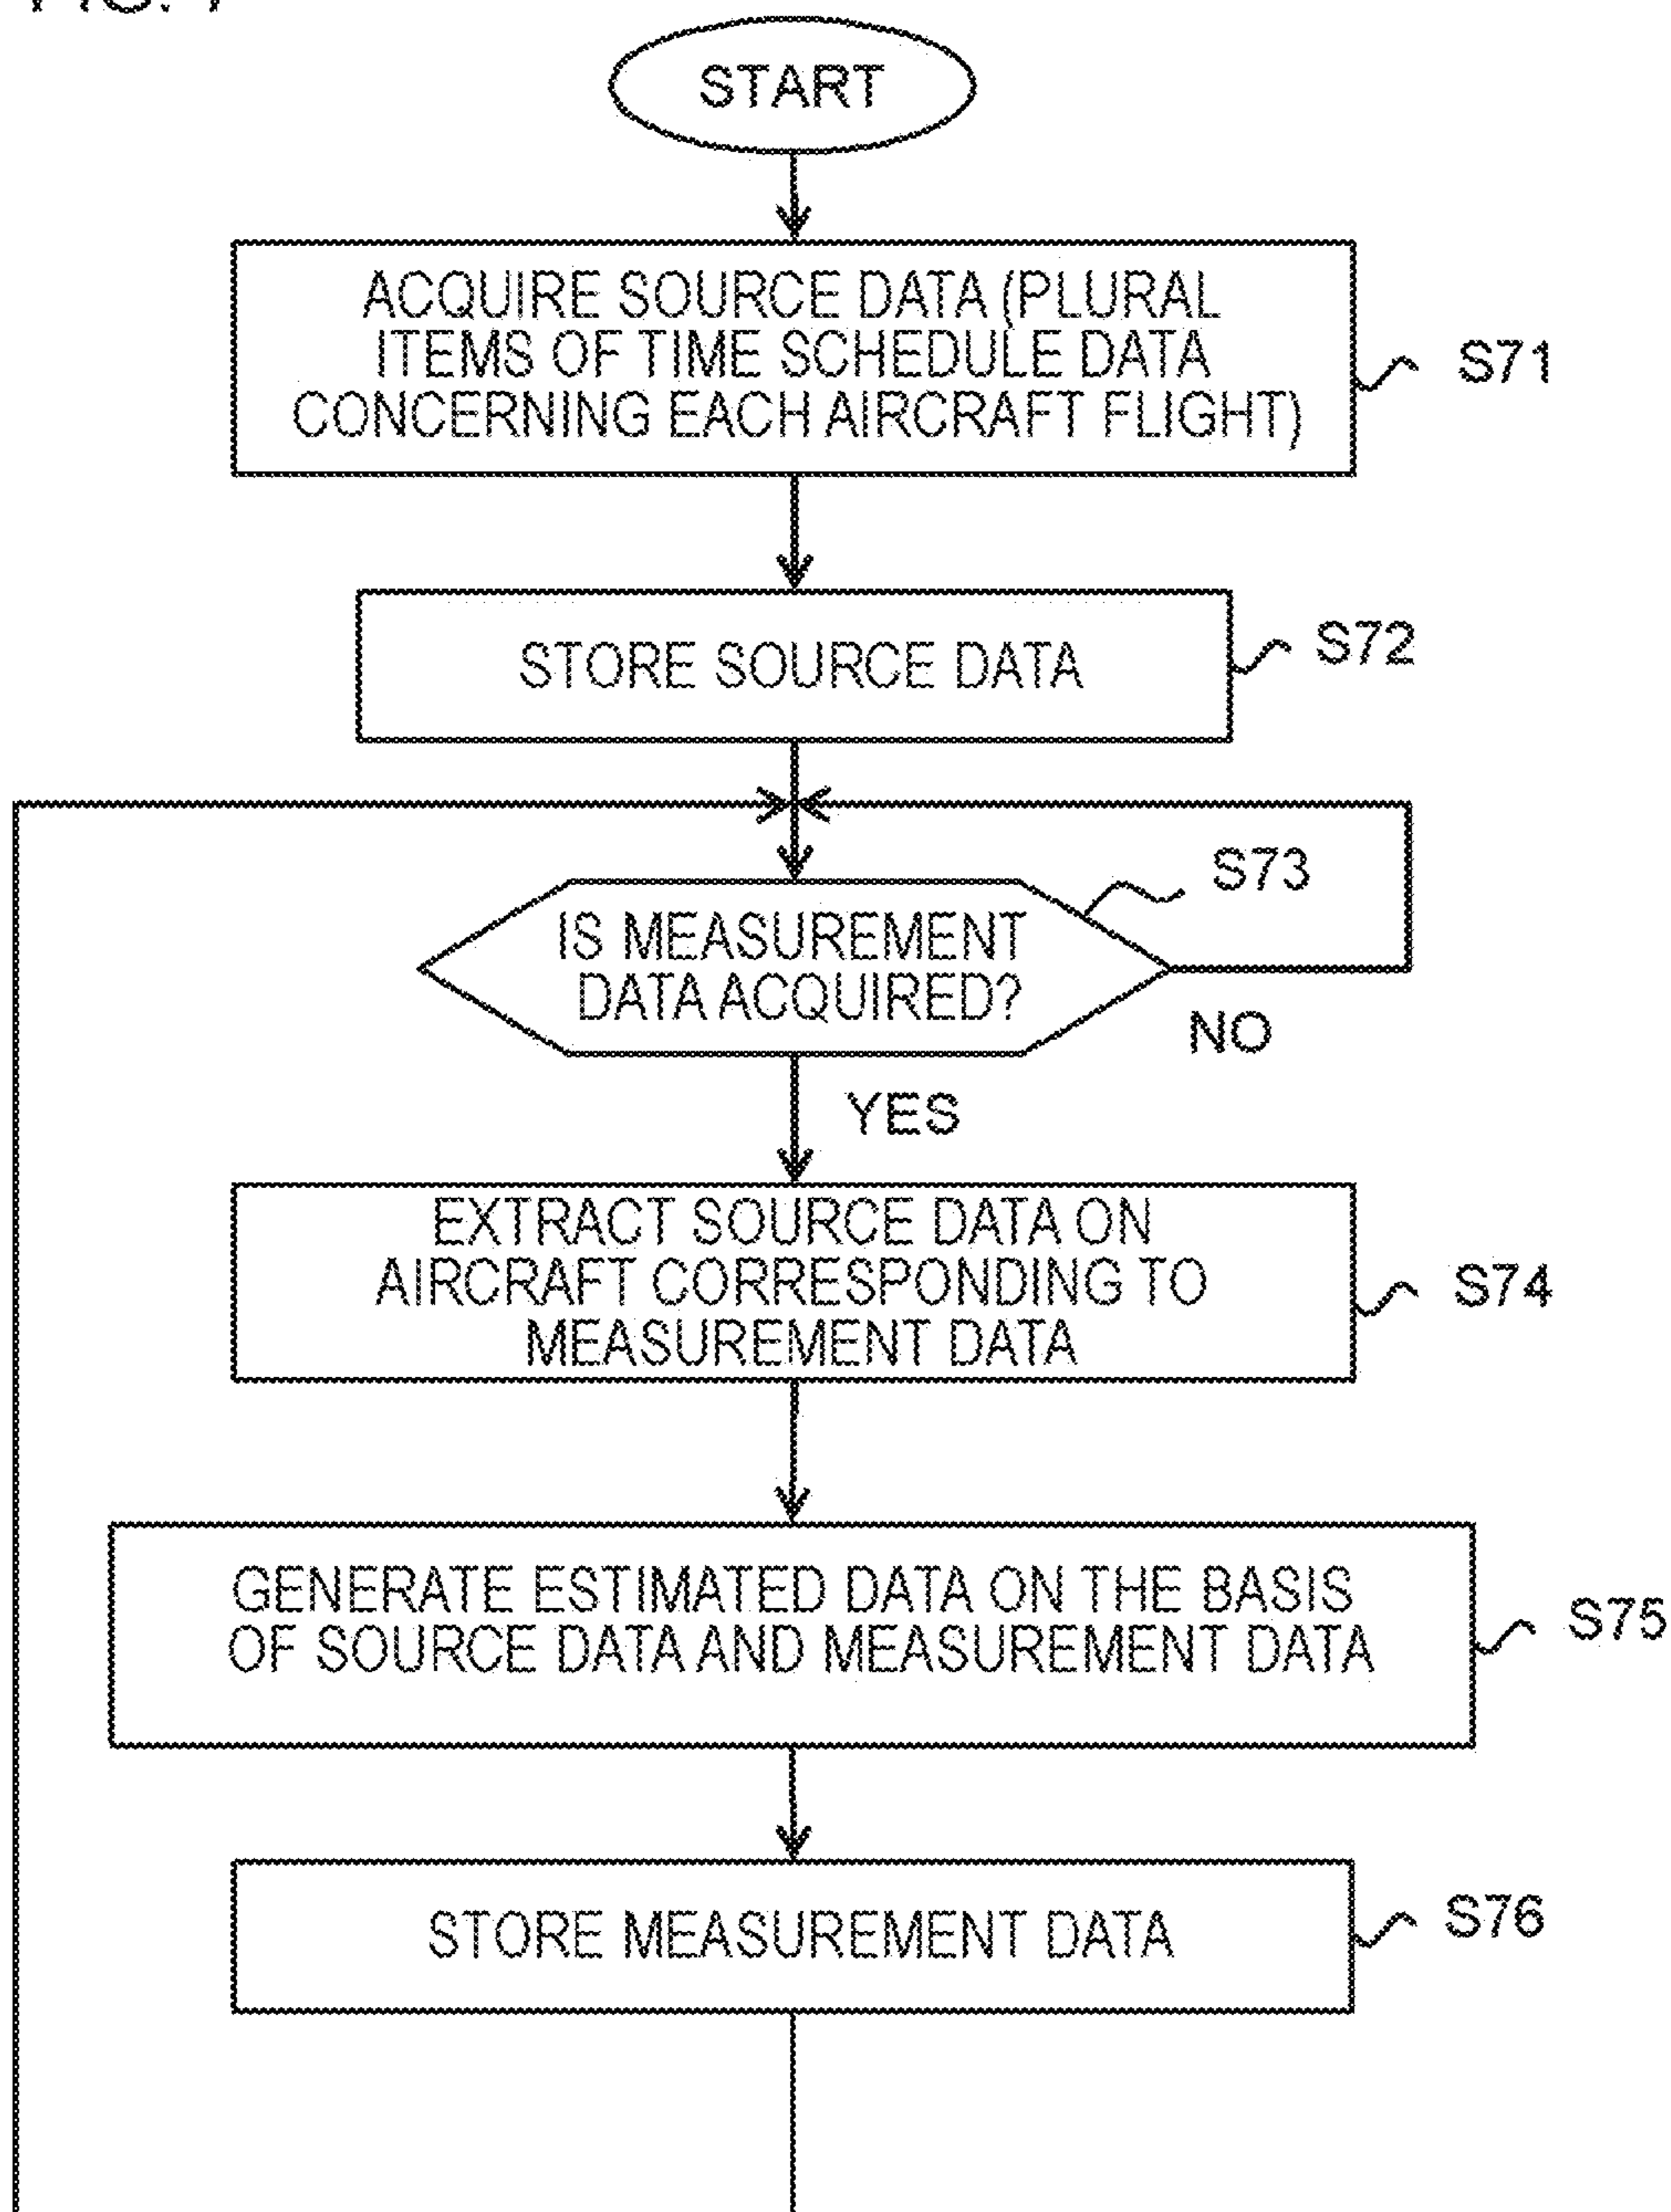 START
ACQUIRE SOURCE DATA (PLURAL
ITEMS OF TIME SCHEDULE DATA
CONCERNING EACH AIRCRAFT FLIGHT)
S71
STORE SOURCE DATA
S72
S73
IS MEASUREMENT
DATA ACQUIRED?
NO
YES
EXTRACT SOURCE DATA ON
AIRCRAFT CORRESPONDING TO
MEASUREMENT DATA
S74
GENERATE ESTIMATED DATA ON THE BASIS
OF SOURCE DATA AND MEASUREMENT DATA
S75
STORE MEASUREMENT DATA
S76